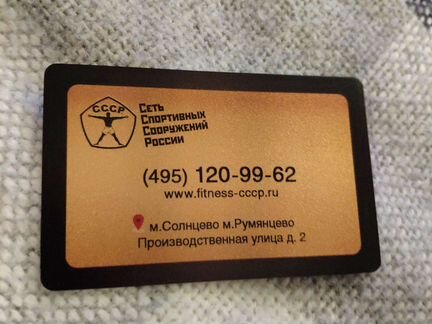 СССР
Сеть
Спортивных
Сооружений
России
(495) 120-99-62
www.fitness-cccp.ru
м.Солнцево м.Румянцево
Производственная улица д. 2